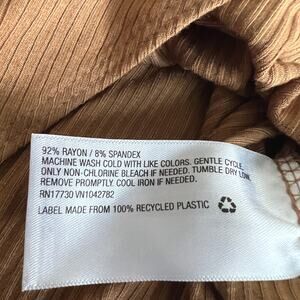 92% RAYON / 8% SPANDEX
MACHINE WASH COLD WITH LIKE COLORS. GENTLE CYCLE.
ONLY NON-CHLORINE BLEACH IF NEEDED. TUMBLE DRY LOW.
REMOVE PROMPTLY. COOL IRON IF NEEDED.
RN17730 VN1042782
LABEL MADE FROM 100% RECYCLED PLASTIC